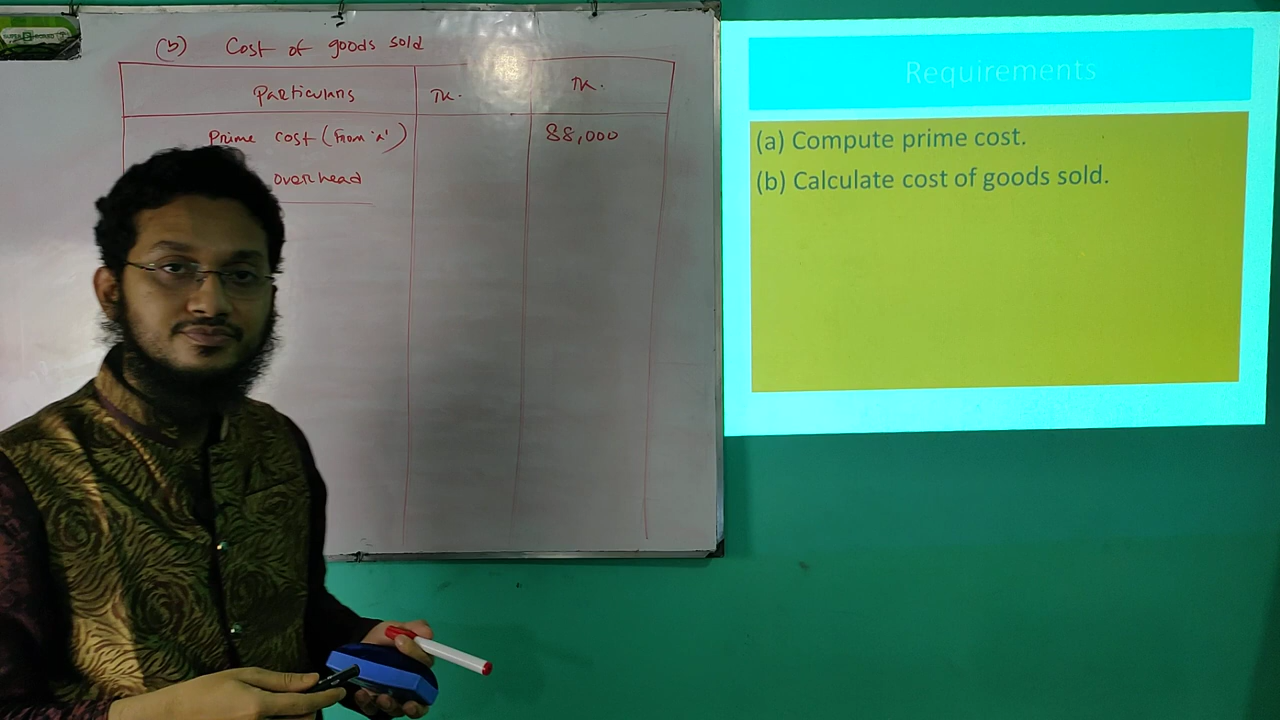 (b) Cost of goods sold
Particulars Tk. Tk.
Prime cost (From 'a') 88,000
overhead
Requirements
(a) Compute prime cost.
(b) Calculate cost of goods sold.